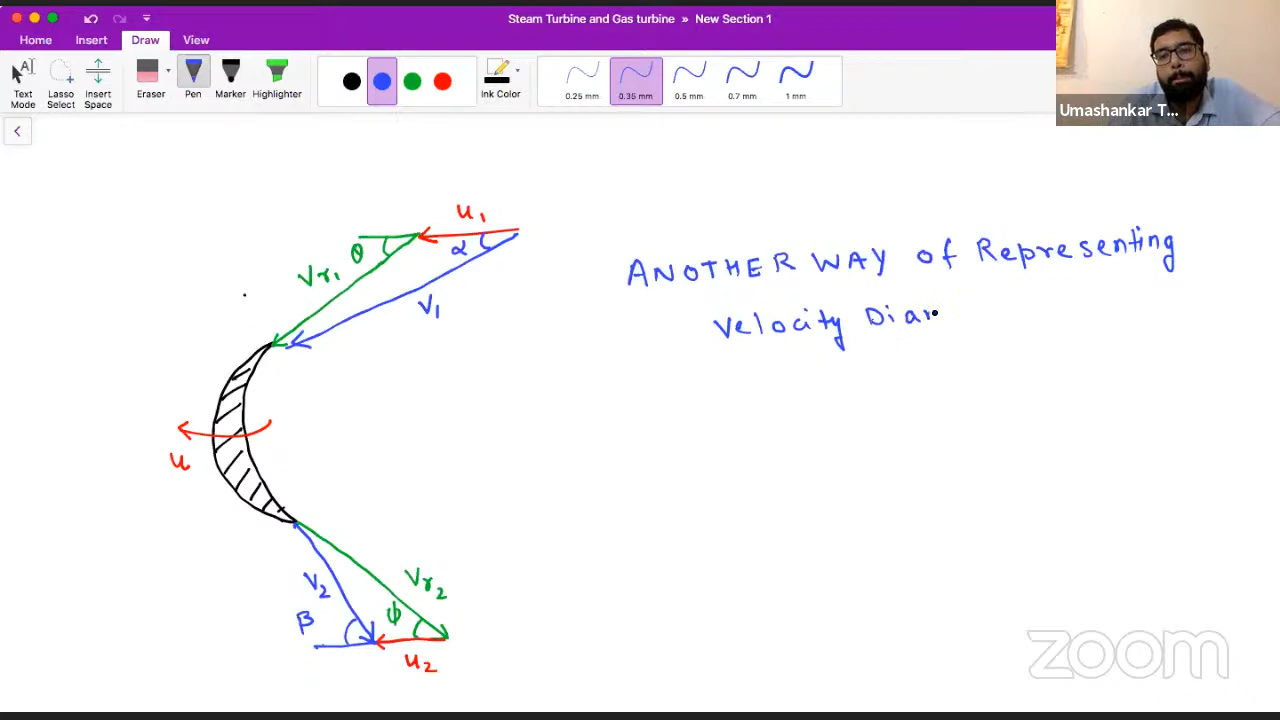 Steam Turbine and Gas turbine » New Section 1
Home Insert Draw View
Text Mode
Lasso Select
Insert Space
Eraser
Pen
Marker
Highlighter
Ink Color
0.25 mm
0.35 mm
0.5 mm
0.7 mm
1 mm
Umashankar T...
u1
θ
α
Vr1
V1
ANOTHER WAY of Representing
Velocity Diar
u
V2
Vr2
β
φ
u2
zoom